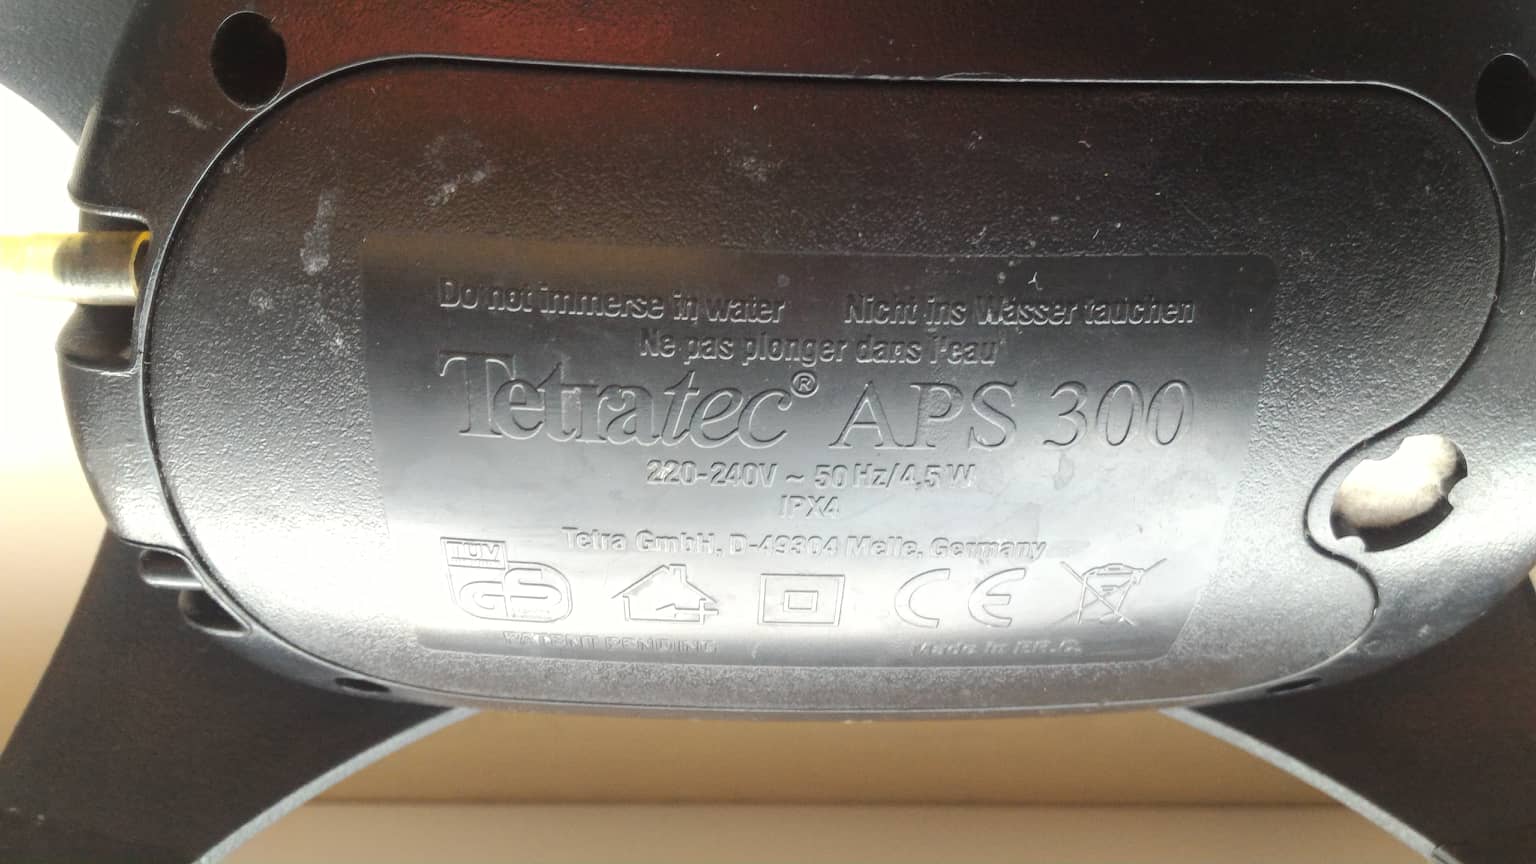 Do not immerse in water Nicht ins Wasser tauchen
Ne pas plonger dans l'eau
Tetratec® APS 300
220-240V ~ 50 Hz/4,5 W
IPX4
Tetra GmbH, D-49304 Melle, Germany
TÜV
GS CE
PATENT PENDING Made in P.R.C.